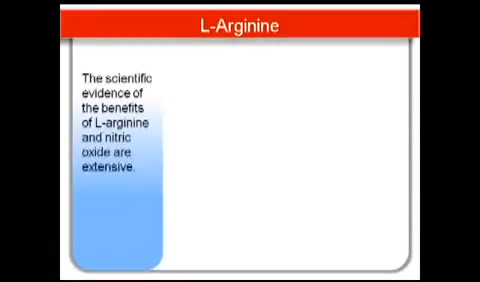 L-Arginine
The scientific
evidence of
the benefits
of L-arginine
and nitric
oxide are
extensive.